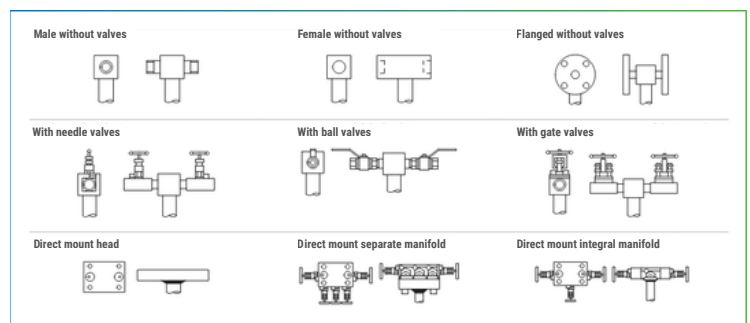 Male without valves
Female without valves
Flanged without valves
With needle valves
With ball valves
With gate valves
Direct mount head
Direct mount separate manifold
Direct mount integral manifold